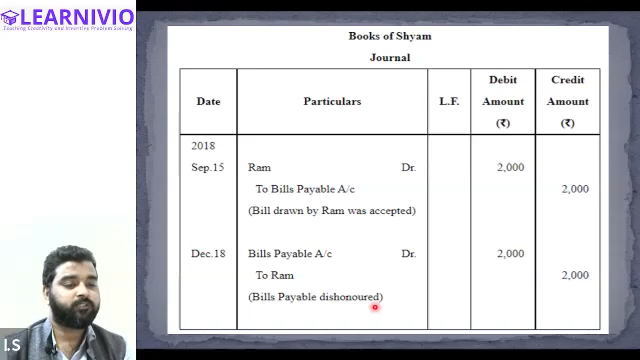 LEARNIVIO
Teaching Creativity and Inventive Problem Solving
Books of Shyam
Journal
Date Particulars L.F. Debit Amount (₹) Credit Amount (₹)
2018
Sep.15 Ram Dr. 2,000
To Bills Payable A/c 2,000
(Bill drawn by Ram was accepted)
Dec.18 Bills Payable A/c Dr. 2,000
To Ram 2,000
(Bills Payable dishonoured)
I.S